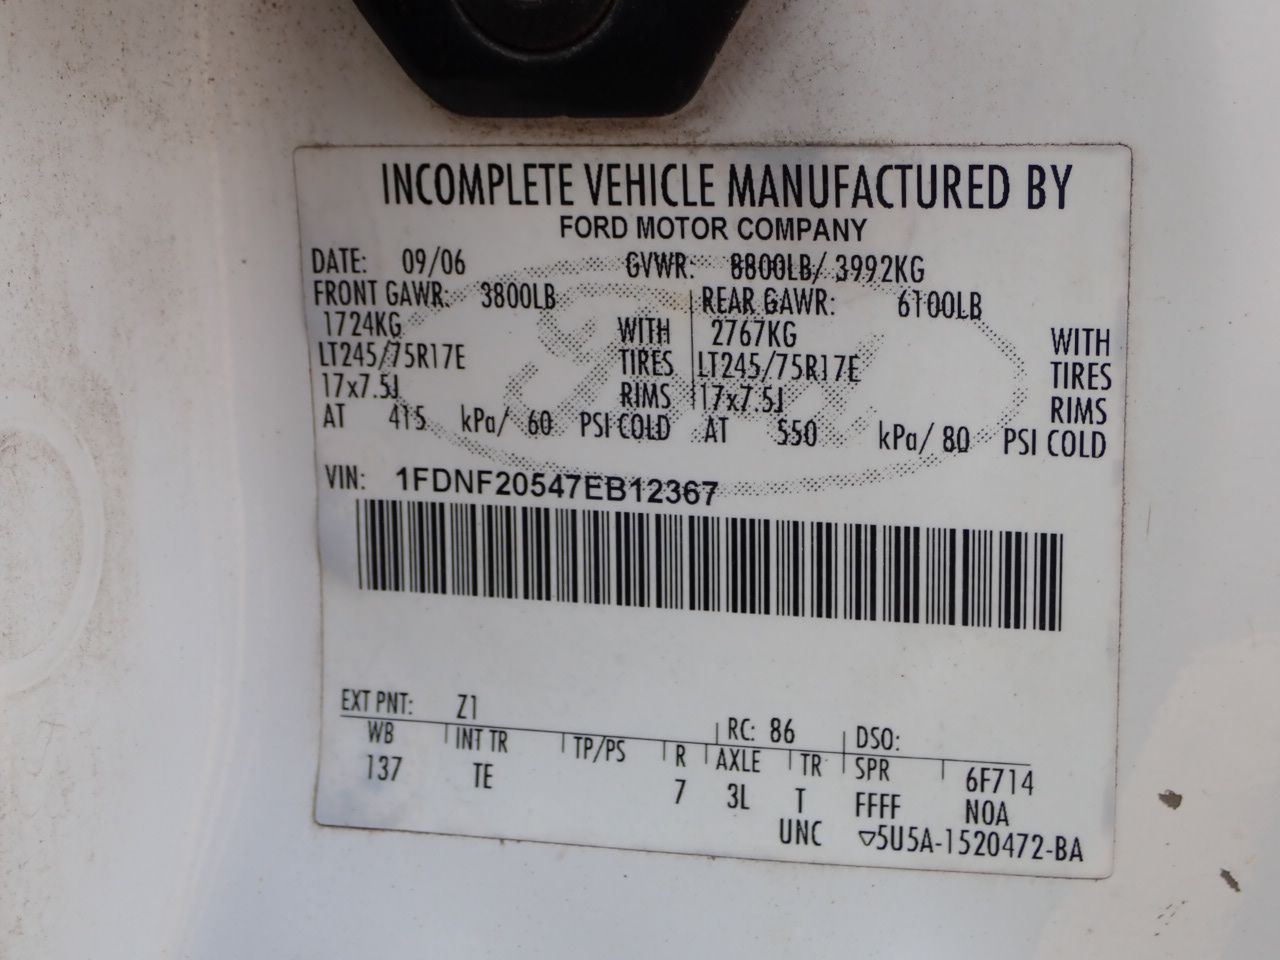 INCOMPLETE VEHICLE MANUFACTURED BY
FORD MOTOR COMPANY
DATE: 09/06 GVWR: 8800LB/ 3992KG
FRONT GAWR: 3800LB REAR GAWR: 6100LB
1724KG WITH 2767KG WITH
LT245/75R17E TIRES LT245/75R17E TIRES
17x7.5J RIMS 17x7.5J RIMS
AT 415 kPa/ 60 PSI COLD AT 550 kPa/ 80 PSI COLD
VIN: 1FDNF20547EB12367
EXT PNT: Z1 RC: 86 DSO:
WB INT TR TP/PS R AXLE TR SPR 6F714
137 TE 7 3L T FFFF NOA
UNC ▽5U5A-1520472-BA